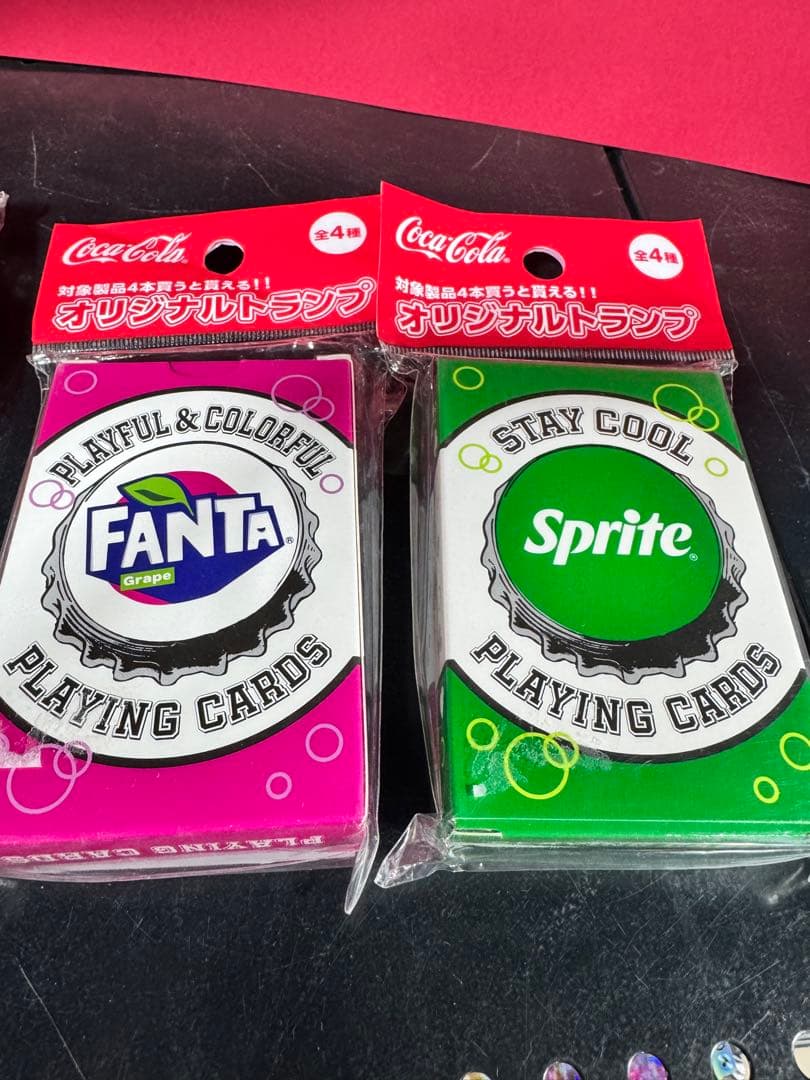 Coca-Cola
全4種
対象製品4本買うと貰える!!
オリジナルトランプ
PLAYFUL & COLORFUL
FANTA
Grape
PLAYING CARDS
PLAYING CARDS
Coca-Cola
全4種
対象製品4本買うと貰える!!
オリジナルトランプ
STAY COOL
Sprite
PLAYING CARDS